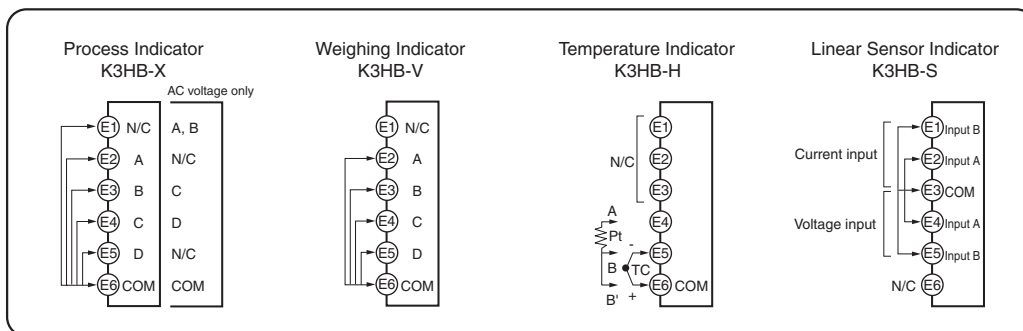 Process Indicator
K3HB-X
AC voltage only
E1 N/C A, B
E2 A N/C
E3 B C
E4 C D
E5 D N/C
E6 COM COM
Weighing Indicator
K3HB-V
E1 N/C
E2 A
E3 B
E4 C
E5 D
E6 COM
Temperature Indicator
K3HB-H
E1
N/C E2
E3
A E4
Pt
- E5
B TC
B' + E6 COM
Linear Sensor Indicator
K3HB-S
E1 Input B
Current input E2 Input A
E3 COM
Voltage input E4 Input A
E5 Input B
N/C E6